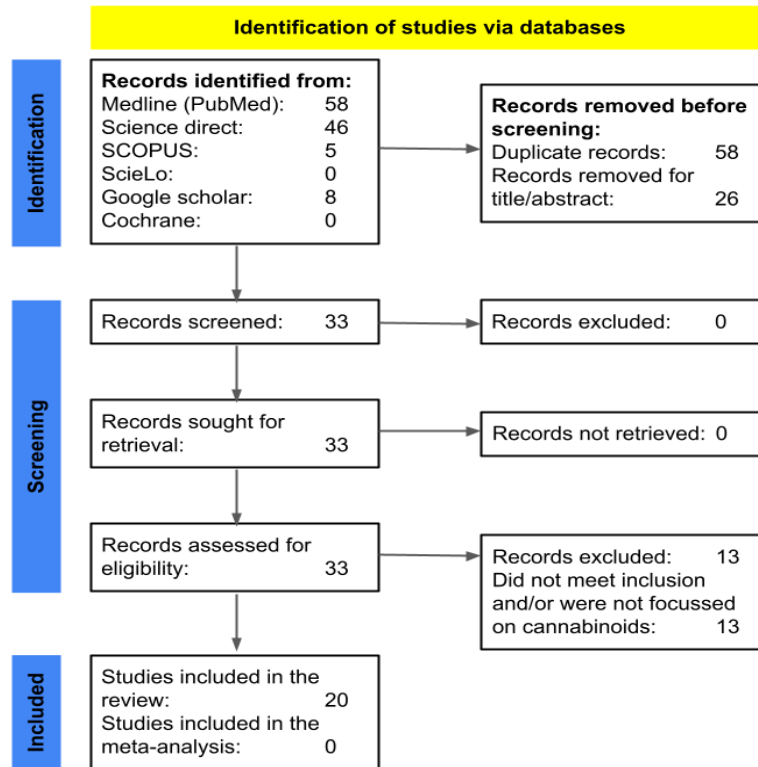 Identification of studies via databases
Identification
Records identified from:
Medline (PubMed): 58
Science direct: 46
SCOPUS: 5
ScieLo: 0
Google scholar: 8
Cochrane: 0
Records removed before
screening:
Duplicate records: 58
Records removed for
title/abstract: 26
Screening
Records screened: 33
Records excluded: 0
Records sought for
retrieval: 33
Records not retrieved: 0
Records assessed for
eligibility: 33
Records excluded: 13
Did not meet inclusion
and/or were not focussed
on cannabinoids: 13
Included
Studies included in the
review: 20
Studies included in the
meta-analysis: 0